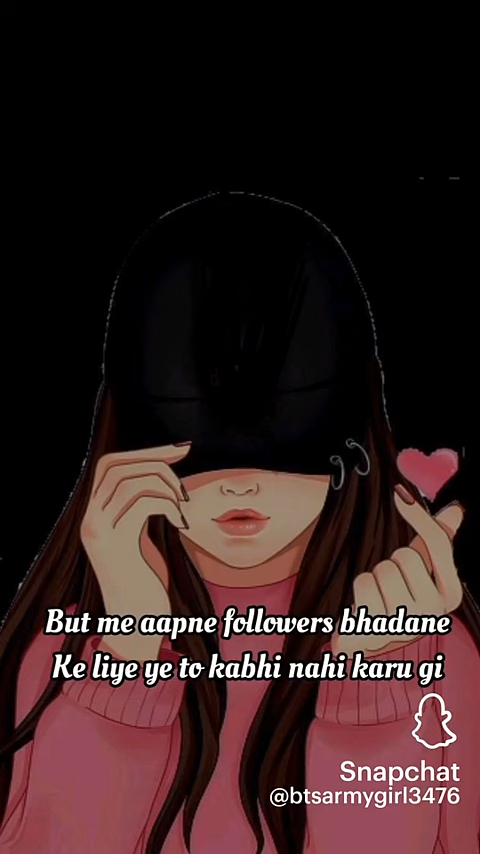 But me aapne followers bhadane
Ke liye ye to kabhi nahi karu gi
Snapchat
@btsarmygirl3476